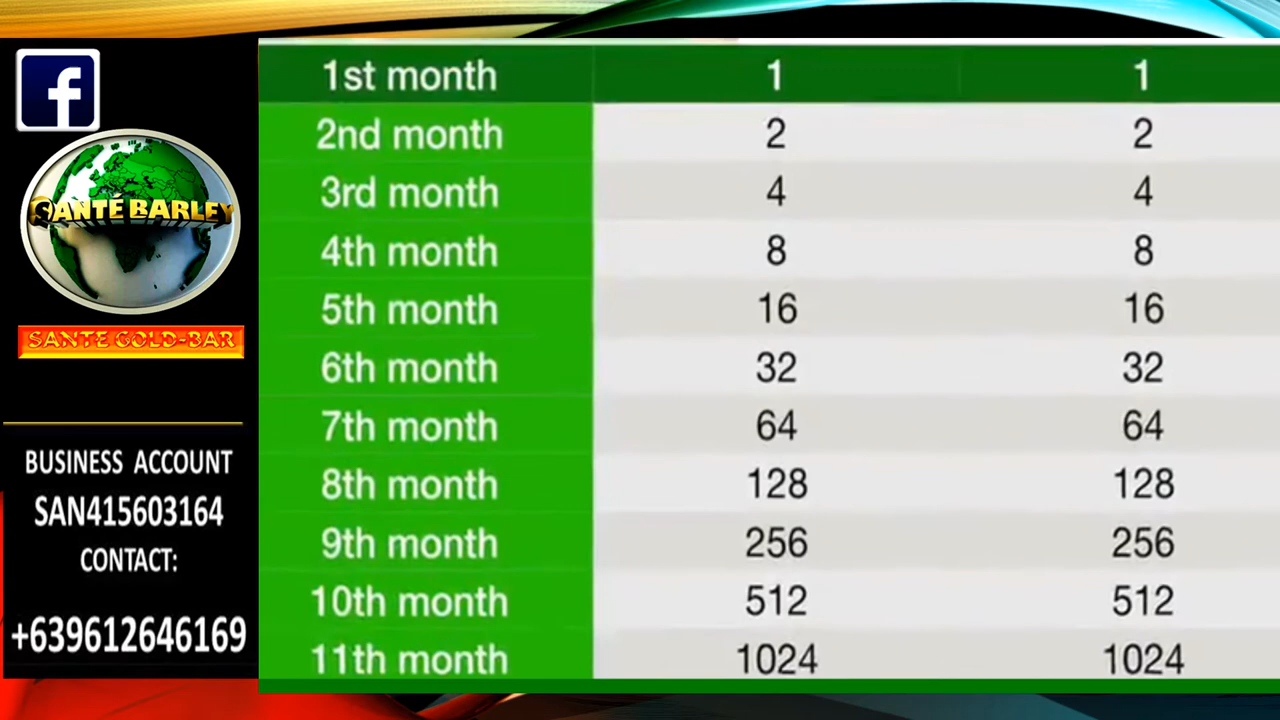 f
SANTÉ BARLEY
SANTE GOLD-BAR
BUSINESS ACCOUNT
SAN415603164
CONTACT:
+639612646169
1st month 1 1
2nd month 2 2
3rd month 4 4
4th month 8 8
5th month 16 16
6th month 32 32
7th month 64 64
8th month 128 128
9th month 256 256
10th month 512 512
11th month 1024 1024